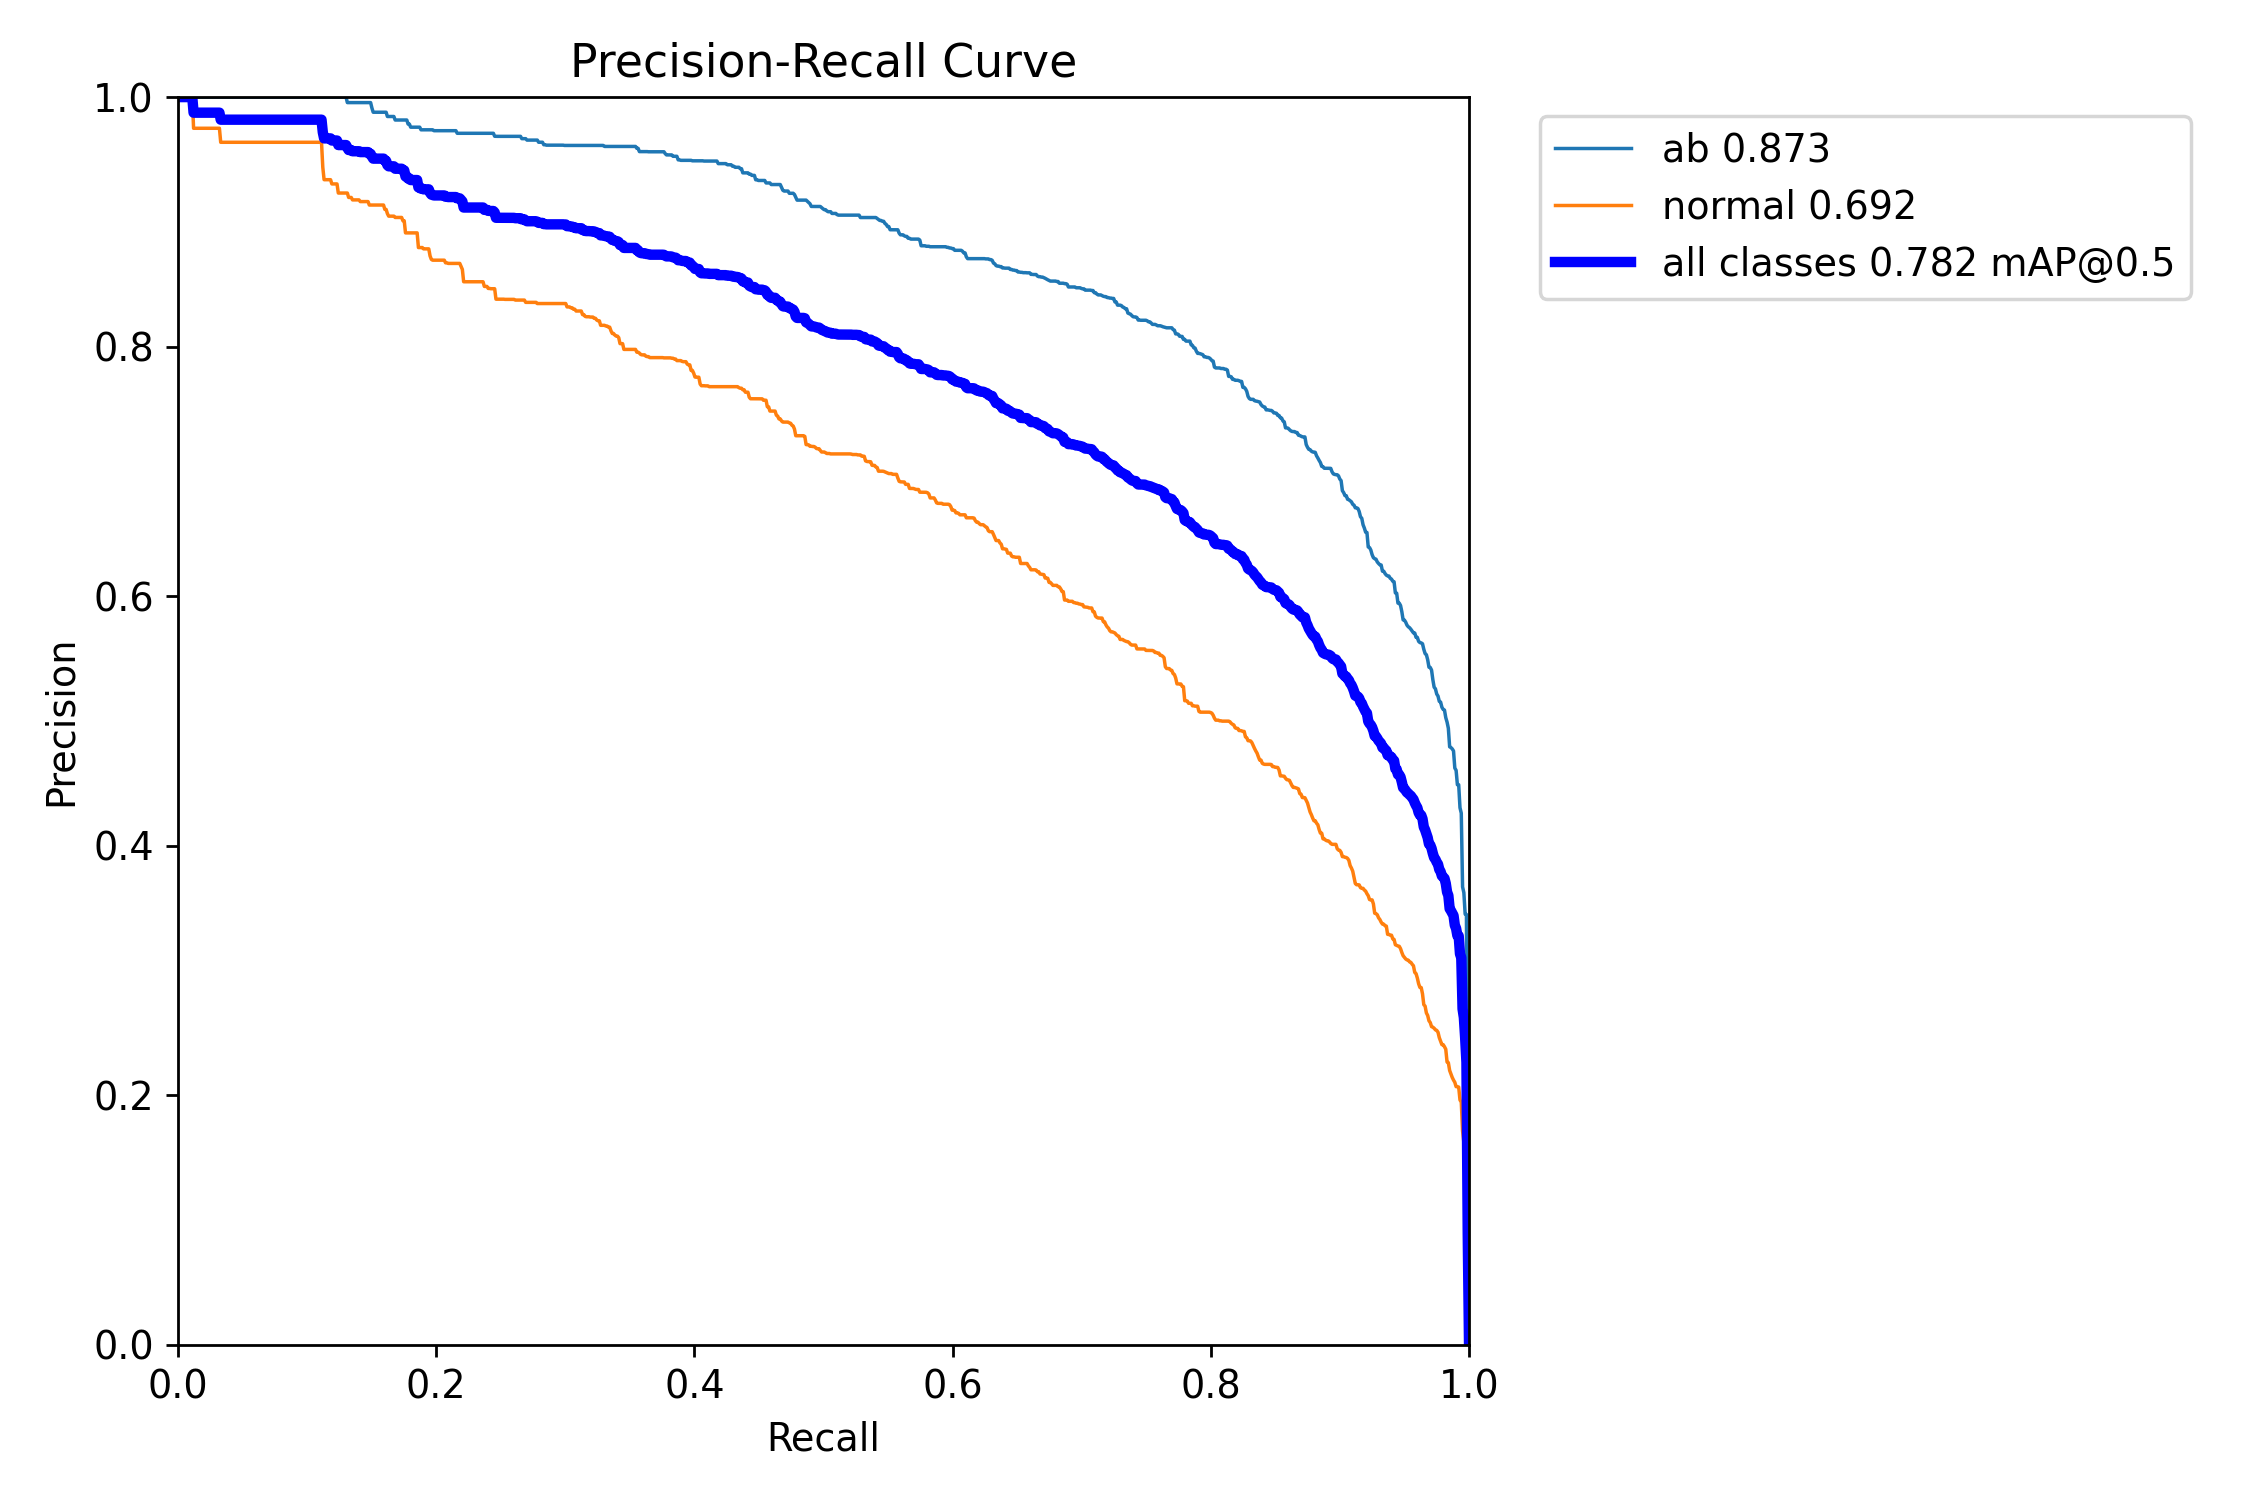 Precision-Recall Curve
ab 0.873
normal 0.692
all classes 0.782 mAP@0.5
1.0
0.8
0.6
0.4
0.2
0.0
Precision
0.0 0.2 0.4 0.6 0.8 1.0
Recall